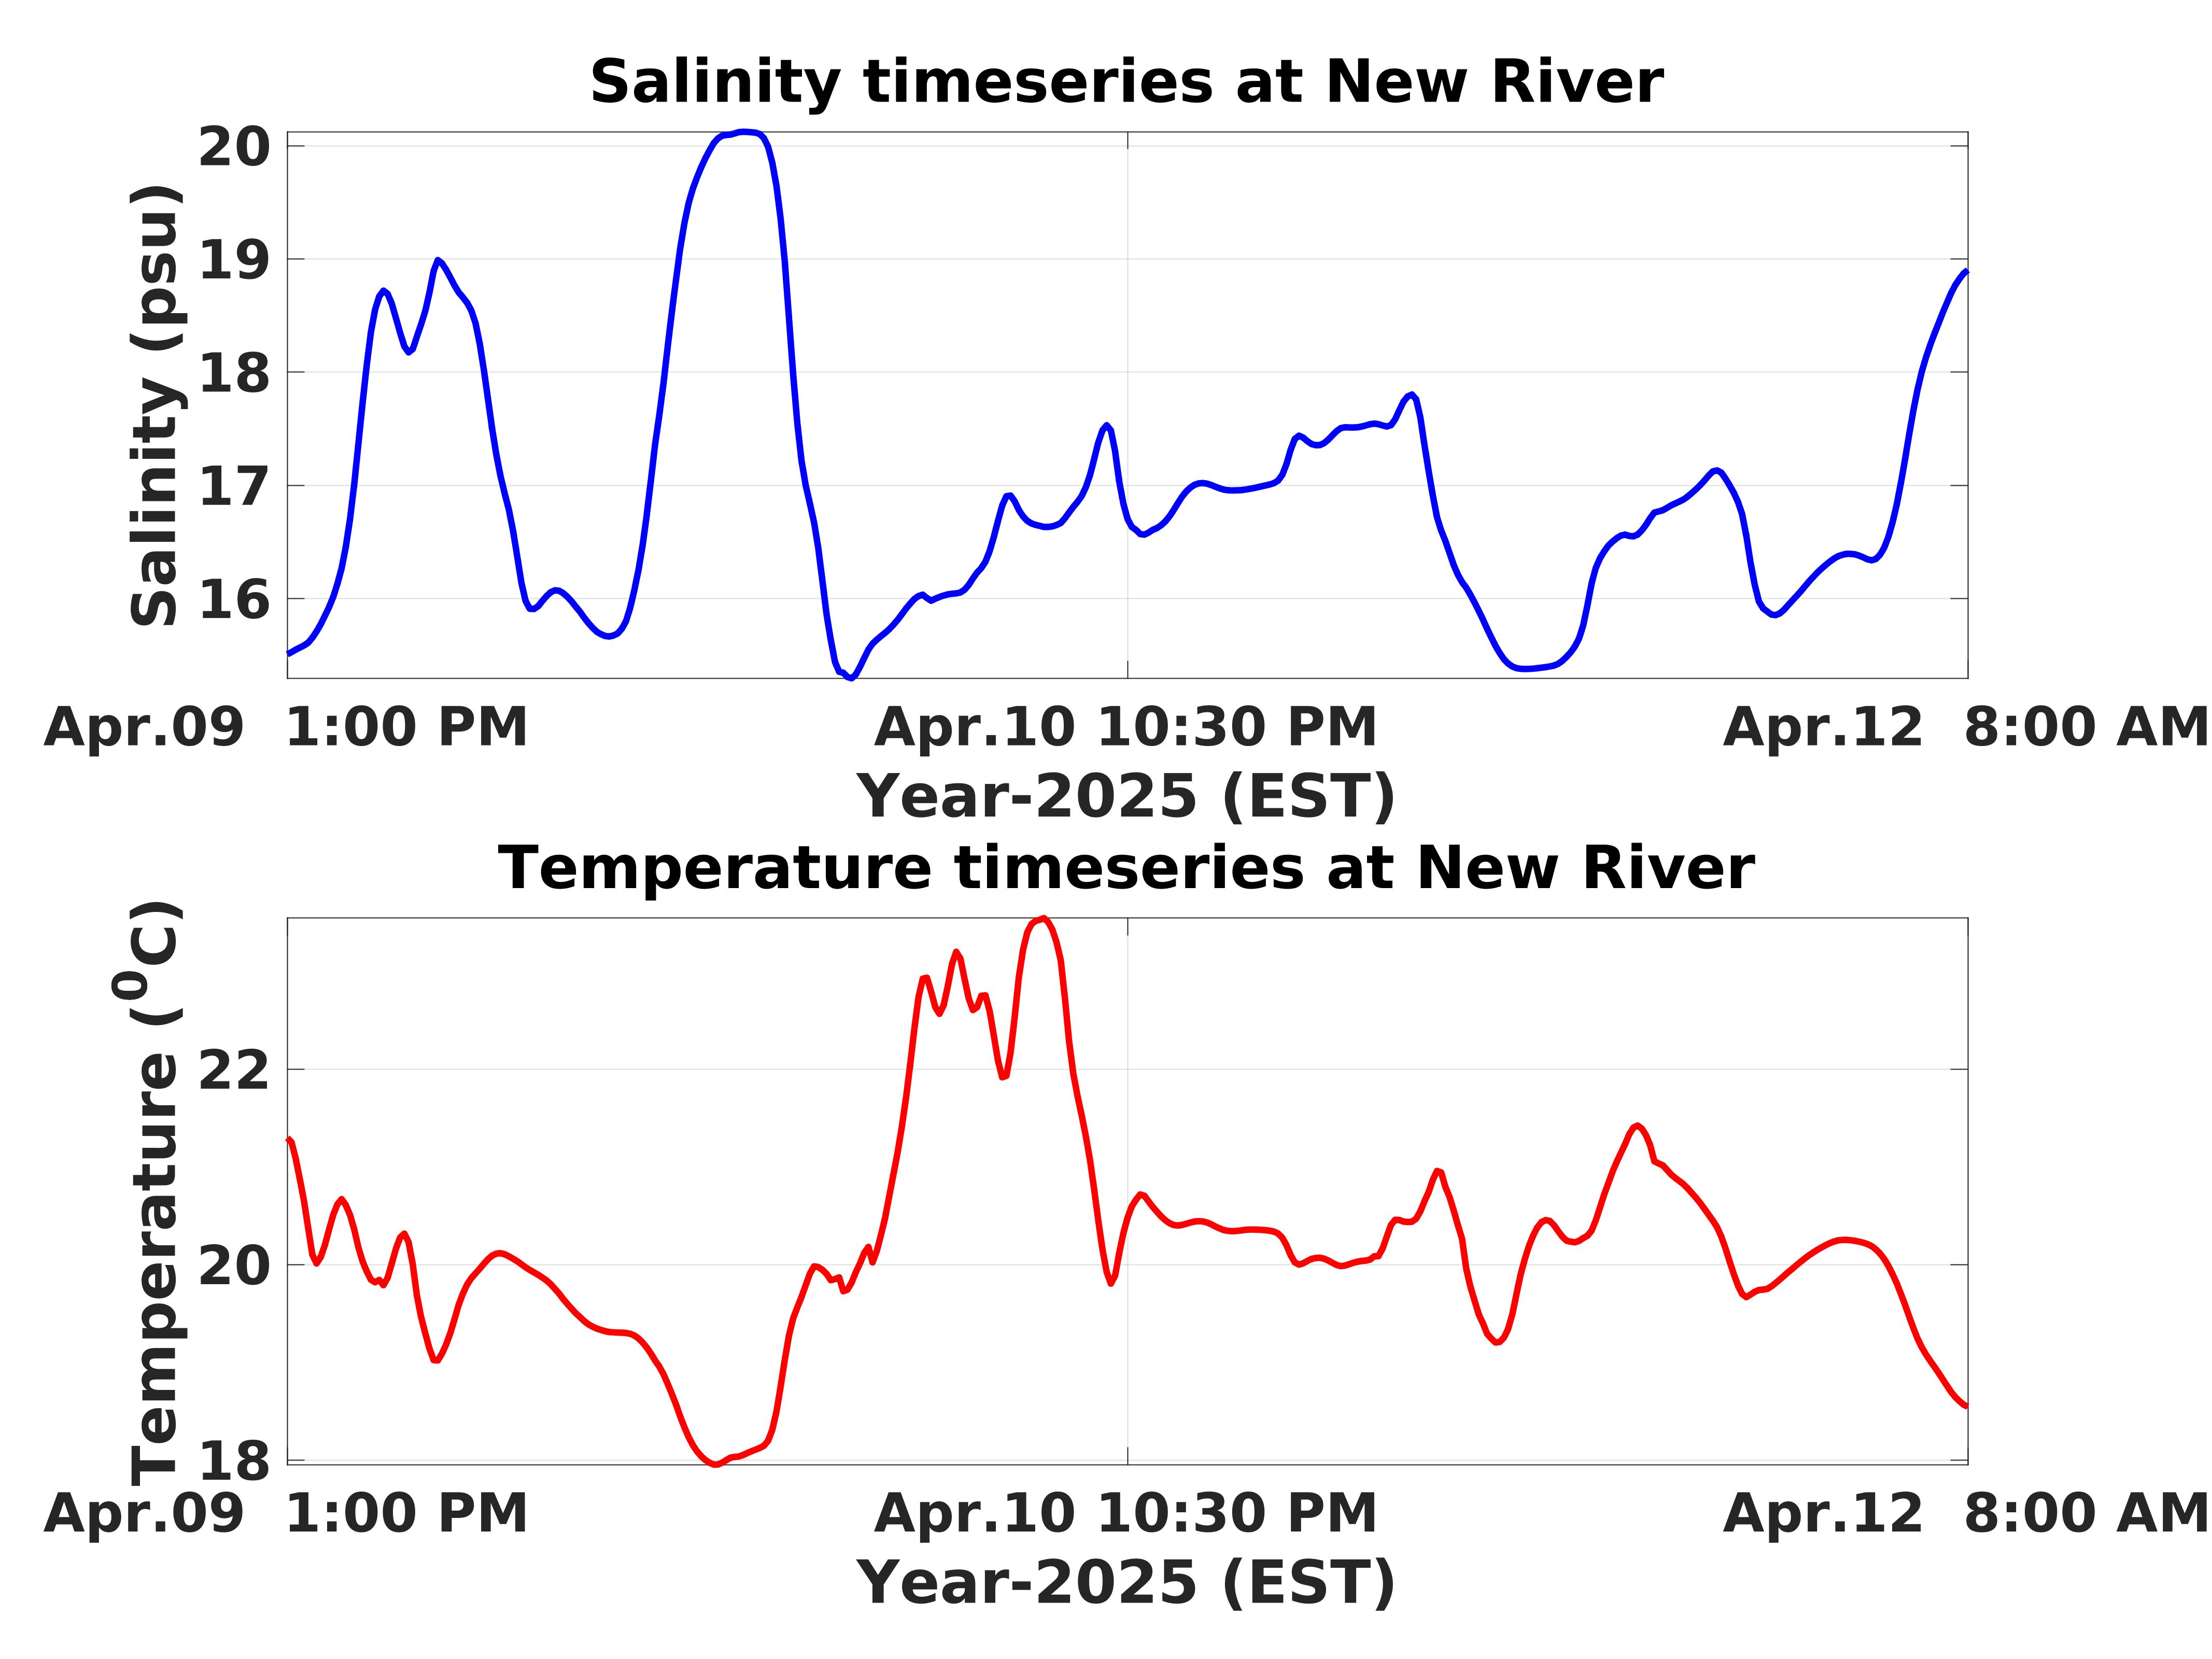 Salinity timeseries at New River
Salinity (psu)
20
19
18
17
16
Apr.09  1:00 PM
Apr.10 10:30 PM
Apr.12  8:00 AM
Year-2025 (EST)
Temperature timeseries at New River
Temperature (⁰C)
22
20
18
Apr.09  1:00 PM
Apr.10 10:30 PM
Apr.12  8:00 AM
Year-2025 (EST)